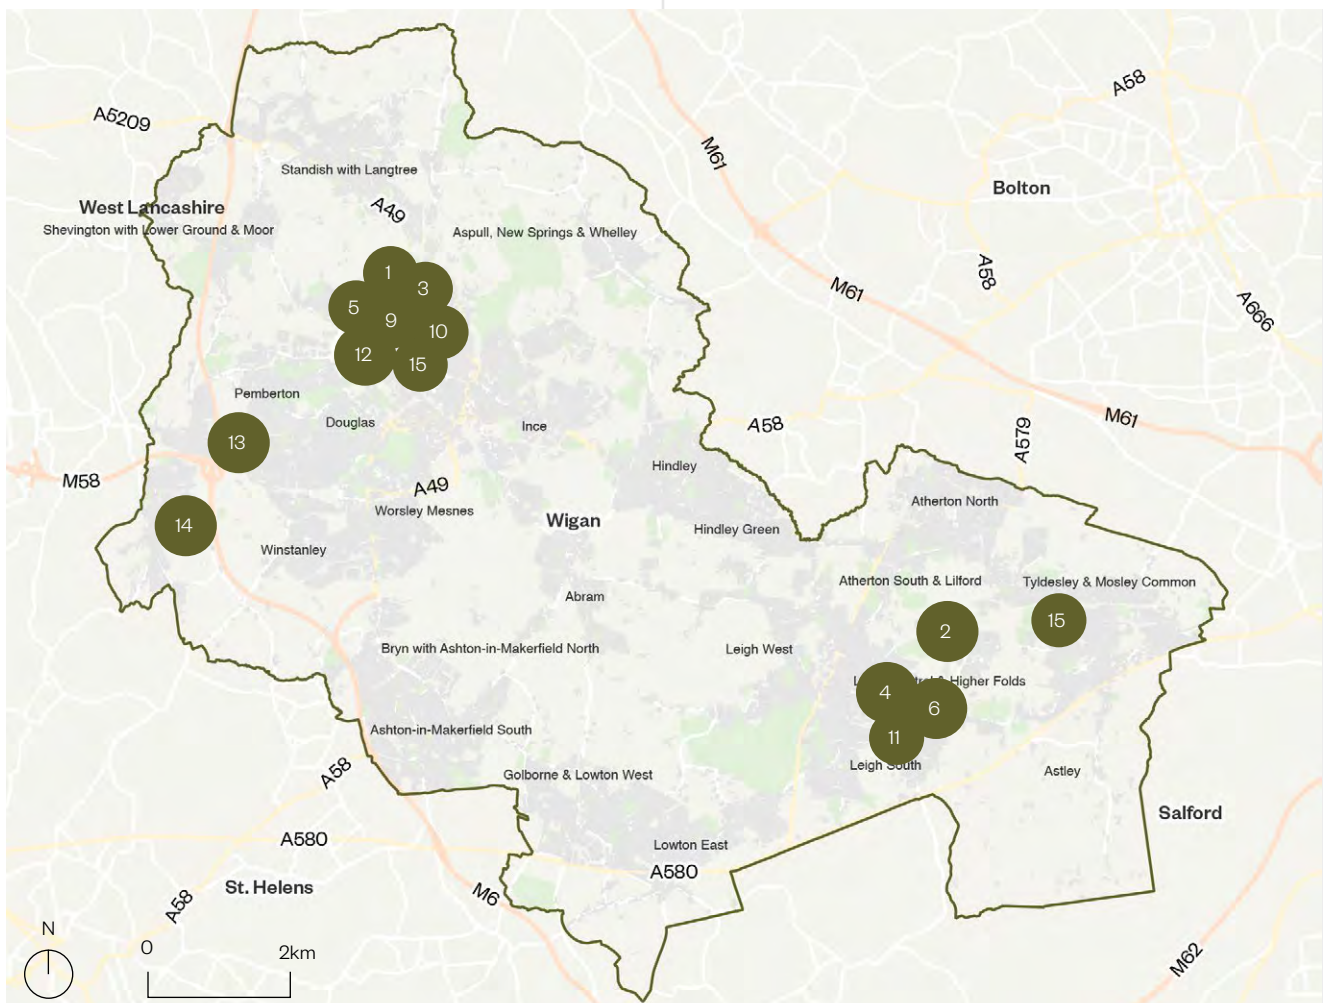 A58
A5209
M61
Standish with Langtree
Bolton
West Lancashire
A49
Shevington with Lower Ground & Moor
Aspull, New Springs & Whelley
1
A58
3
M61
5
9
A666
10
12
15
Pemberton
M61
Douglas
A58
Ince
A579
13
Hindley
M58
A49
Atherton North
Worsley Mesnes
Wigan
14
Hindley Green
Winstanley
Atherton South & Lilford
Tyldesley & Mosley Common
Abram
15
2
Bryn with Ashton-in-Makerfield North
Leigh West
& Higher Folds
4
6
Ashton-in-Makerfield South
11
Leigh South
A58
Golborne & Lowton West
Astley
Salford
A580
Lowton East
A580
St. Helens
M6
A58
N
0
2km
M62